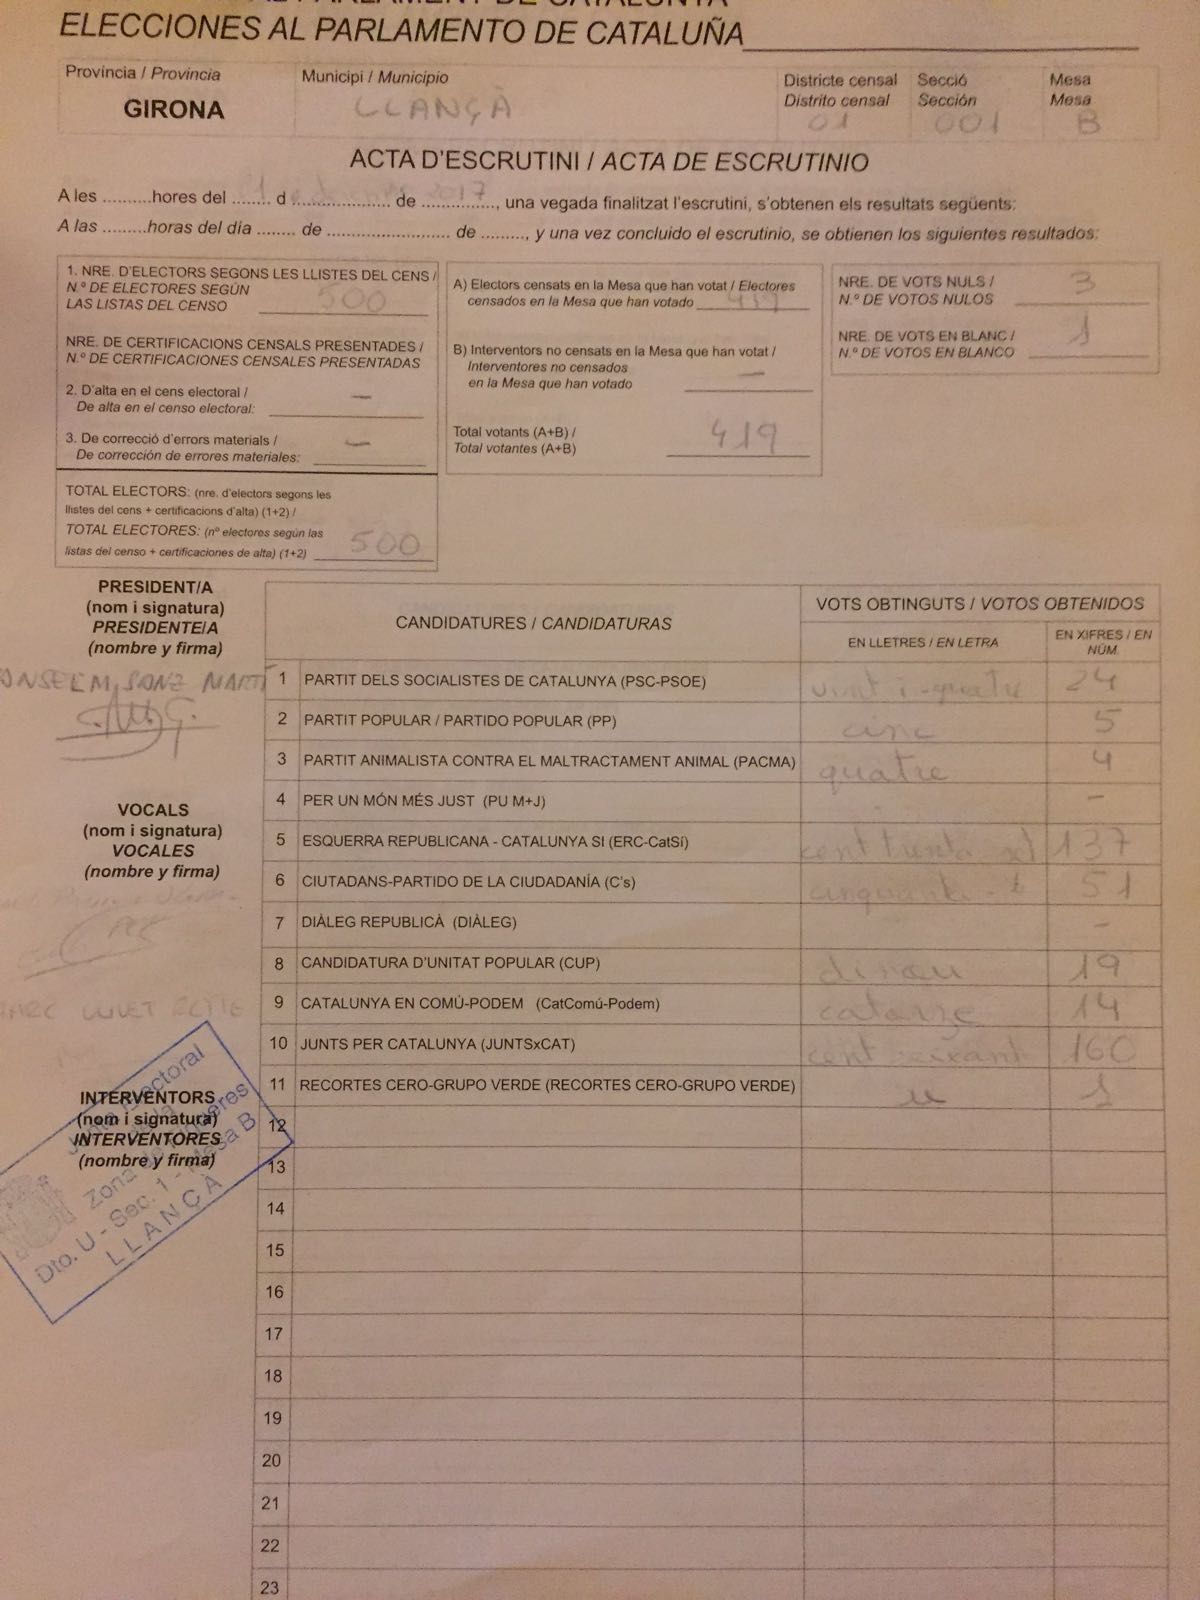 ELECCIONES AL PARLAMENTO DE CATALUÑA
Província / Provincia
GIRONA
Municipi / Municipio
LLANÇÀ
Districte censal
Distrito censal
01
Secció
Sección
001
Mesa
Mesa
B
ACTA D'ESCRUTINI / ACTA DE ESCRUTINIO
A les ..........hores del ........ d ...................... de ............... 2017, una vegada finalitzat l'escrutini, s'obtenen els resultats següents:
A las .........horas del día ........ de ........................... de ........., y una vez concluido el escrutinio, se obtienen los siguientes resultados:
1. NRE. D'ELECTORS SEGONS LES LLISTES DEL CENS /
N.º DE ELECTORES SEGÚN
LAS LISTAS DEL CENSO 500
NRE. DE CERTIFICACIONS CENSALS PRESENTADES /
N.º DE CERTIFICACIONES CENSALES PRESENTADAS
2. D'alta en el cens electoral /
De alta en el censo electoral: —
3. De correcció d'errors materials /
De corrección de errores materiales: —
TOTAL ELECTORS: (nre. d'electors segons les
llistes del cens + certificacions d'alta) (1+2) /
TOTAL ELECTORES: (nº electores según las
listas del censo + certificaciones de alta) (1+2) 500
A) Electors censats en la Mesa que han votat / Electores
censados en la Mesa que han votado 419
B) Interventors no censats en la Mesa que han votat /
Interventores no censados
en la Mesa que han votado —
Total votants (A+B) /
Total votantes (A+B) 419
NRE. DE VOTS NULS /
N.º DE VOTOS NULOS 3
NRE. DE VOTS EN BLANC /
N.º DE VOTOS EN BLANCO 1
PRESIDENT/A
(nom i signatura)
PRESIDENTE/A
(nombre y firma)
ANSELM SANZ MARTÍ
VOCALS
(nom i signatura)
VOCALES
(nombre y firma)
INTERVENTORS
(nom i signatura)
INTERVENTORES
(nombre y firma)
Junta Electoral
de la
Zona de Figueres
Dto. U - Sec. 1 - Mesa B
LLANÇÀ
CANDIDATURES / CANDIDATURAS
VOTS OBTINGUTS / VOTOS OBTENIDOS
EN LLETRES / EN LETRA
EN XIFRES / EN
NÚM.
1 PARTIT DELS SOCIALISTES DE CATALUNYA (PSC-PSOE) vint i quatre 24
2 PARTIT POPULAR / PARTIDO POPULAR (PP) cinc 5
3 PARTIT ANIMALISTA CONTRA EL MALTRACTAMENT ANIMAL (PACMA) quatre 4
4 PER UN MÓN MÉS JUST (PU M+J) -
5 ESQUERRA REPUBLICANA - CATALUNYA SI (ERC-CatSí) cent trenta set 137
6 CIUTADANS-PARTIDO DE LA CIUDADANÍA (C's) cinquanta 51
7 DIÀLEG REPUBLICÀ (DIÀLEG) -
8 CANDIDATURA D'UNITAT POPULAR (CUP) dinou 19
9 CATALUNYA EN COMÚ-PODEM (CatComú-Podem) catorze 14
10 JUNTS PER CATALUNYA (JUNTSxCAT) cent seixant 160
11 RECORTES CERO-GRUPO VERDE (RECORTES CERO-GRUPO VERDE) u 1
12
13
14
15
16
17
18
19
20
21
22
23